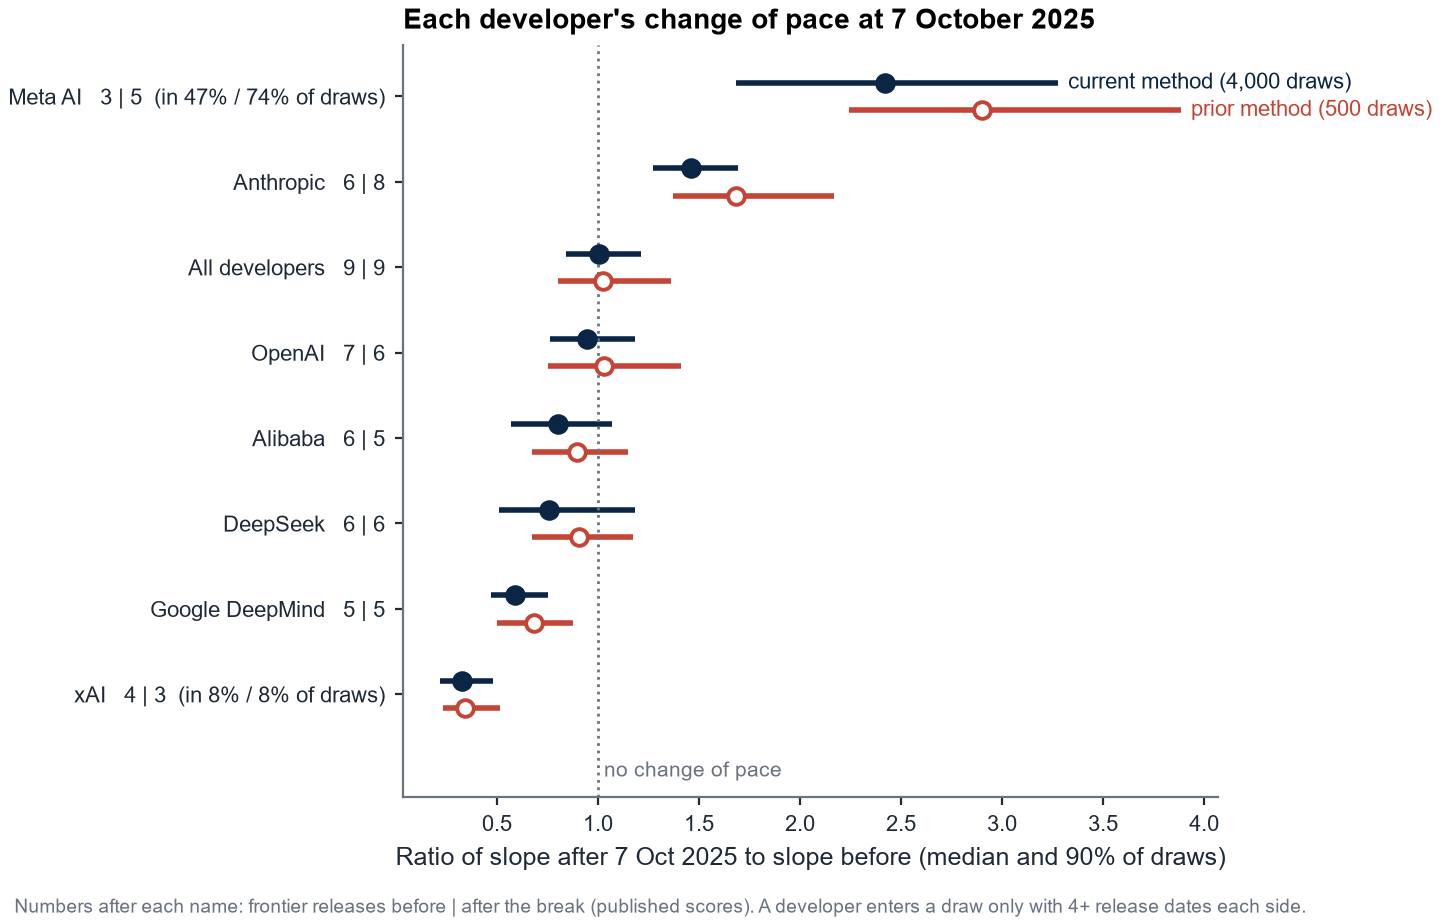 Each developer's change of pace at 7 October 2025
Meta AI 3 | 5 (in 47% / 74% of draws)
current method (4,000 draws)
prior method (500 draws)
Anthropic 6 | 8
All developers 9 | 9
OpenAI 7 | 6
Alibaba 6 | 5
DeepSeek 6 | 6
Google DeepMind 5 | 5
xAI 4 | 3 (in 8% / 8% of draws)
no change of pace
0.5 1.0 1.5 2.0 2.5 3.0 3.5 4.0
Ratio of slope after 7 Oct 2025 to slope before (median and 90% of draws)
Numbers after each name: frontier releases before | after the break (published scores). A developer enters a draw only with 4+ release dates each side.